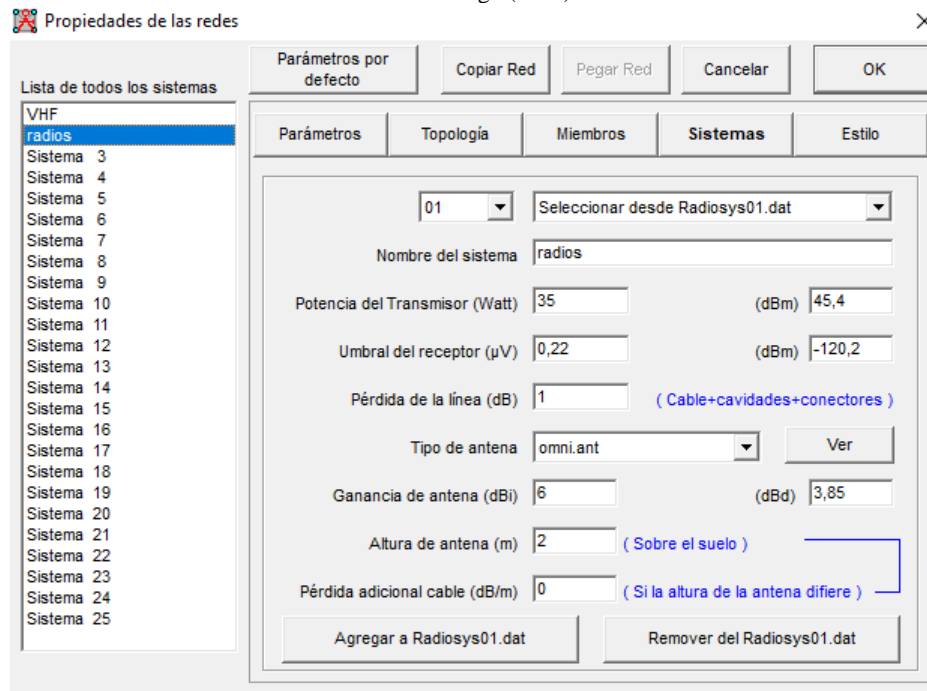 Propiedades de las redes
Parámetros por defecto
Copiar Red
Pegar Red
Cancelar
OK
Lista de todos los sistemas
VHF
radios
Sistema 3
Sistema 4
Sistema 5
Sistema 6
Sistema 7
Sistema 8
Sistema 9
Sistema 10
Sistema 11
Sistema 12
Sistema 13
Sistema 14
Sistema 15
Sistema 16
Sistema 17
Sistema 18
Sistema 19
Sistema 20
Sistema 21
Sistema 22
Sistema 23
Sistema 24
Sistema 25
Parámetros Topología Miembros Sistemas Estilo
01 Seleccionar desde Radiosys01.dat
Nombre del sistema radios
Potencia del Transmisor (Watt) 35 (dBm) 45,4
Umbral del receptor (µV) 0,22 (dBm) -120,2
Pérdida de la línea (dB) 1 ( Cable+cavidades+conectores )
Tipo de antena omni.ant Ver
Ganancia de antena (dBi) 6 (dBd) 3,85
Altura de antena (m) 2 ( Sobre el suelo )
Pérdida adicional cable (dB/m) 0 ( Si la altura de la antena difiere )
Agregar a Radiosys01.dat Remover del Radiosys01.dat